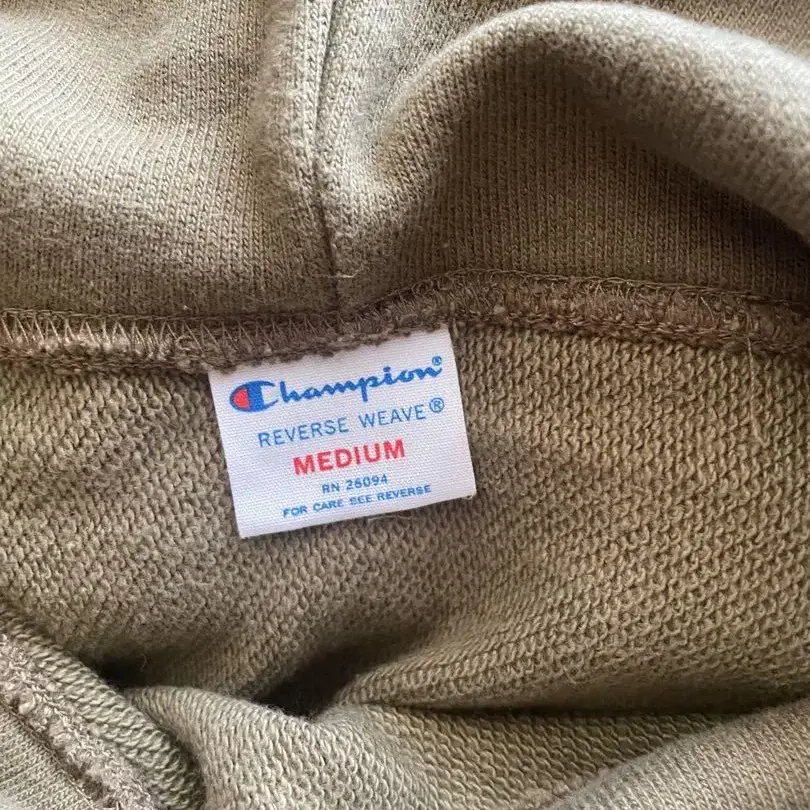 Champion®
REVERSE WEAVE®
MEDIUM
RN 26094
FOR CARE SEE REVERSE